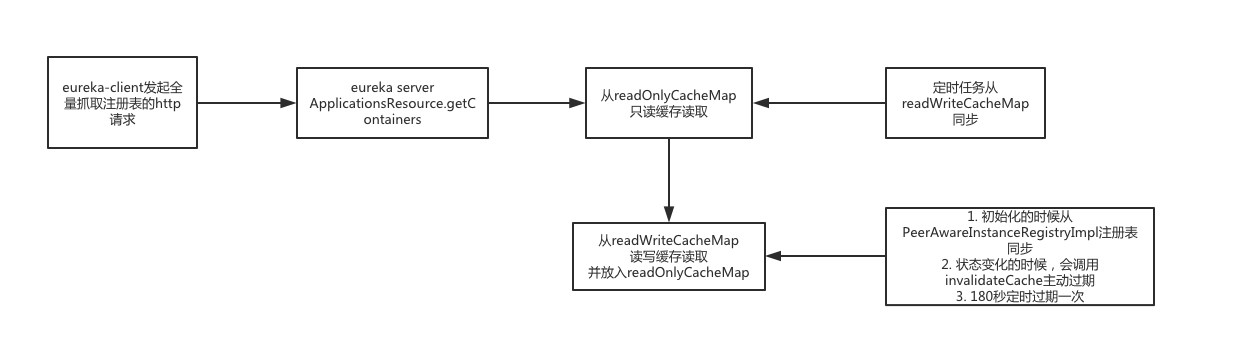 eureka-client发起全
量抓取注册表的http
请求
eureka server
ApplicationsResource.getC
ontainers
从readOnlyCacheMap
只读缓存读取
定时任务从
readWriteCacheMap
同步
从readWriteCacheMap
读写缓存读取
并放入readOnlyCacheMap
1. 初始化的时候从
PeerAwareInstanceRegistryImpl注册表
同步
2. 状态变化的时候，会调用
invalidateCache主动过期
3. 180秒定时过期一次